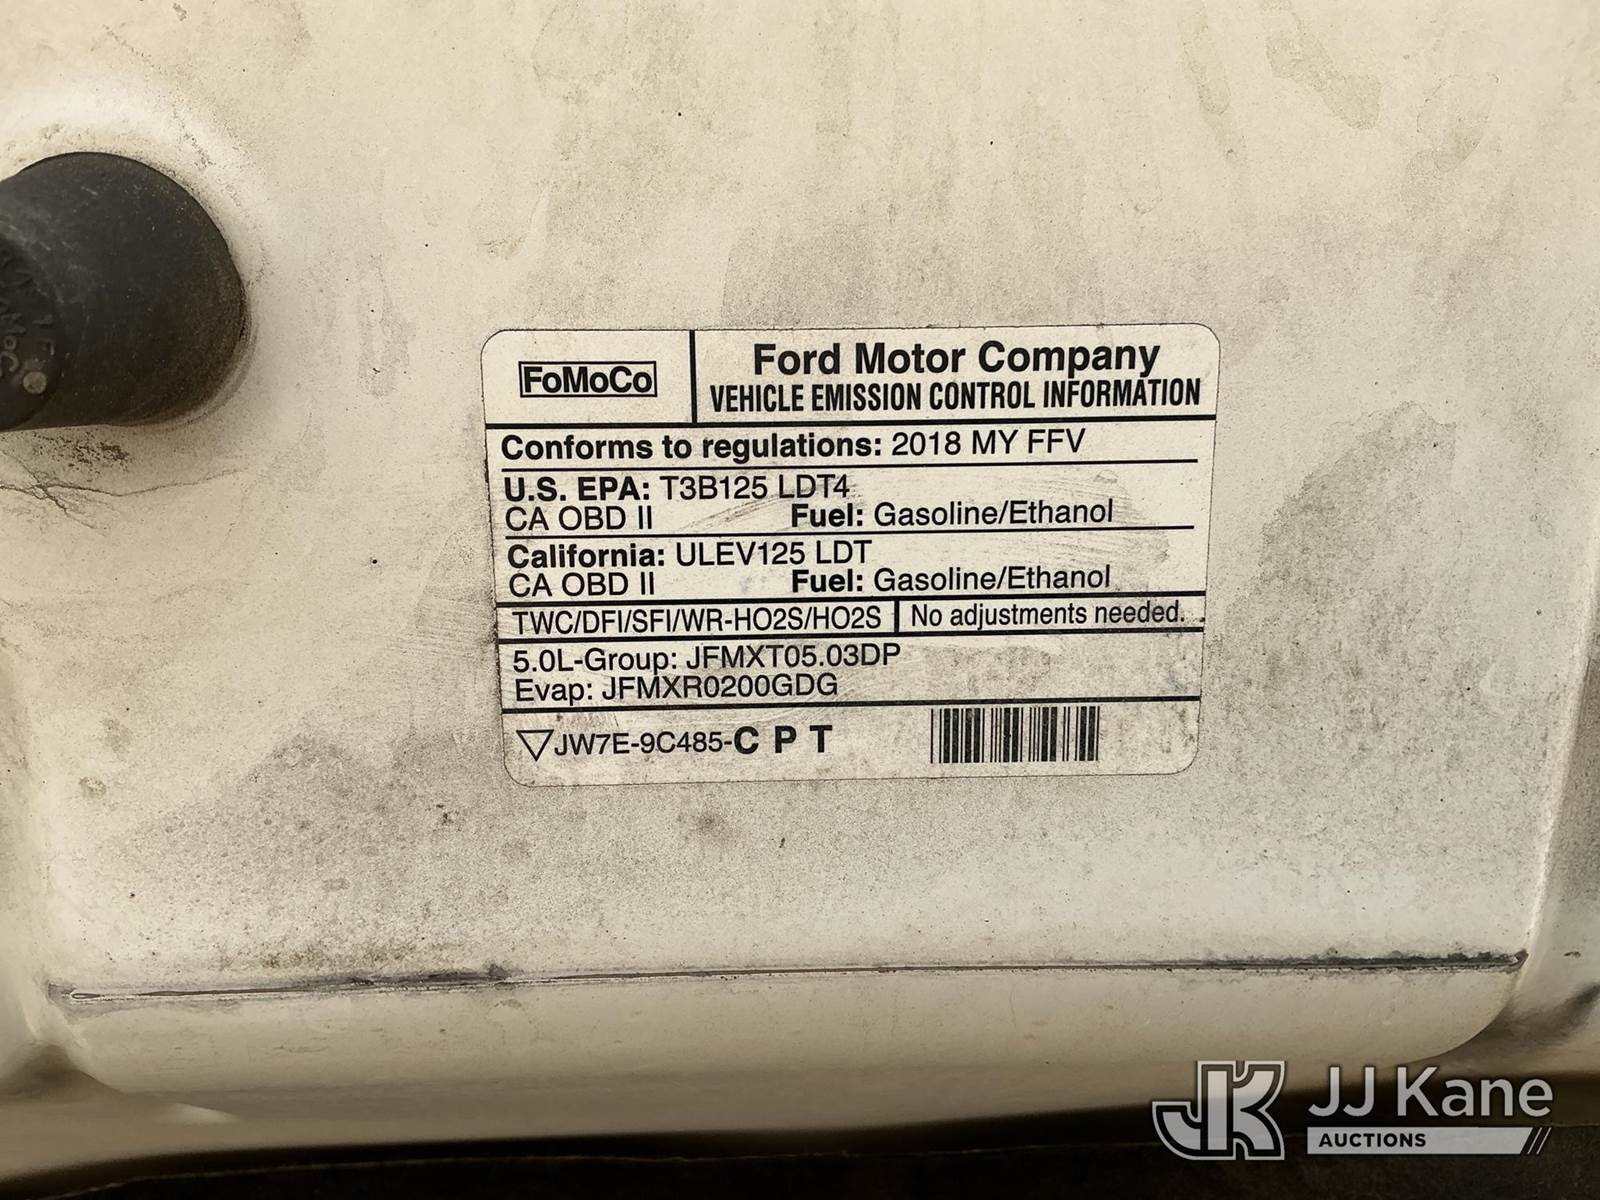 FoMoCo
Ford Motor Company
VEHICLE EMISSION CONTROL INFORMATION
Conforms to regulations: 2018 MY FFV
U.S. EPA: T3B125 LDT4
CA OBD II Fuel: Gasoline/Ethanol
California: ULEV125 LDT
CA OBD II Fuel: Gasoline/Ethanol
TWC/DFI/SFI/WR-HO2S/HO2S No adjustments needed.
5.0L-Group: JFMXT05.03DP
Evap: JFMXR0200GDG
JW7E-9C485-C P T
JK JJ Kane
AUCTIONS